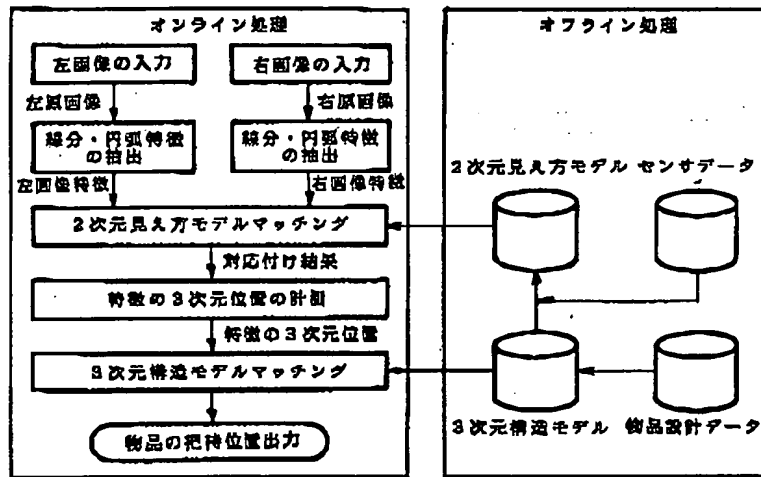 オンライン処理
左画像の入力
右画像の入力
左原画像
右原画像
線分・円弧特徴
の抽出
線分・円弧特徴
の抽出
左画像特徴
右画像特徴
2次元見え方モデルマッチング
対応付け結果
特徴の3次元位置の計測
特徴の3次元位置
3次元構造モデルマッチング
物品の把持位置出力
オフライン処理
2次元見え方モデル
センサデータ
3次元構造モデル
物品設計データ